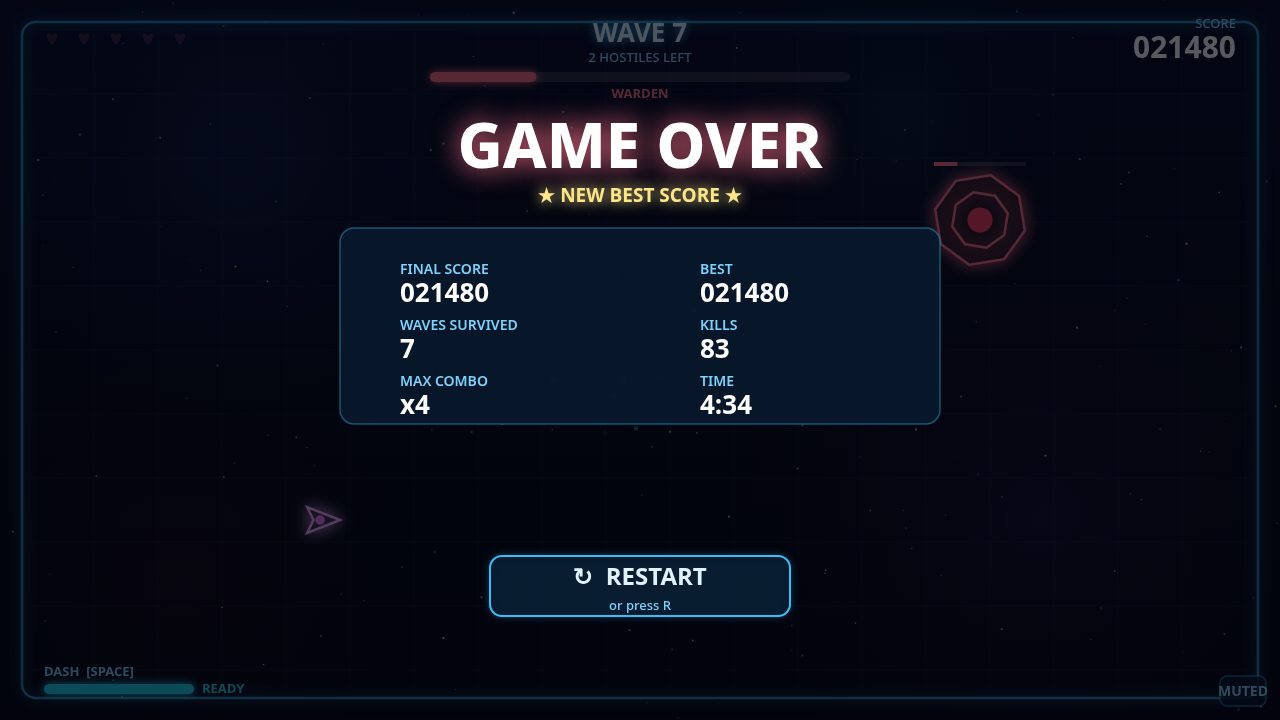 WAVE 7
2 HOSTILES LEFT
SCORE
021480
WARDEN
GAME OVER
★ NEW BEST SCORE ★
FINAL SCORE
021480
BEST
021480
WAVES SURVIVED
7
KILLS
83
MAX COMBO
x4
TIME
4:34
↻ RESTART
or press R
DASH [SPACE]
READY
MUTED